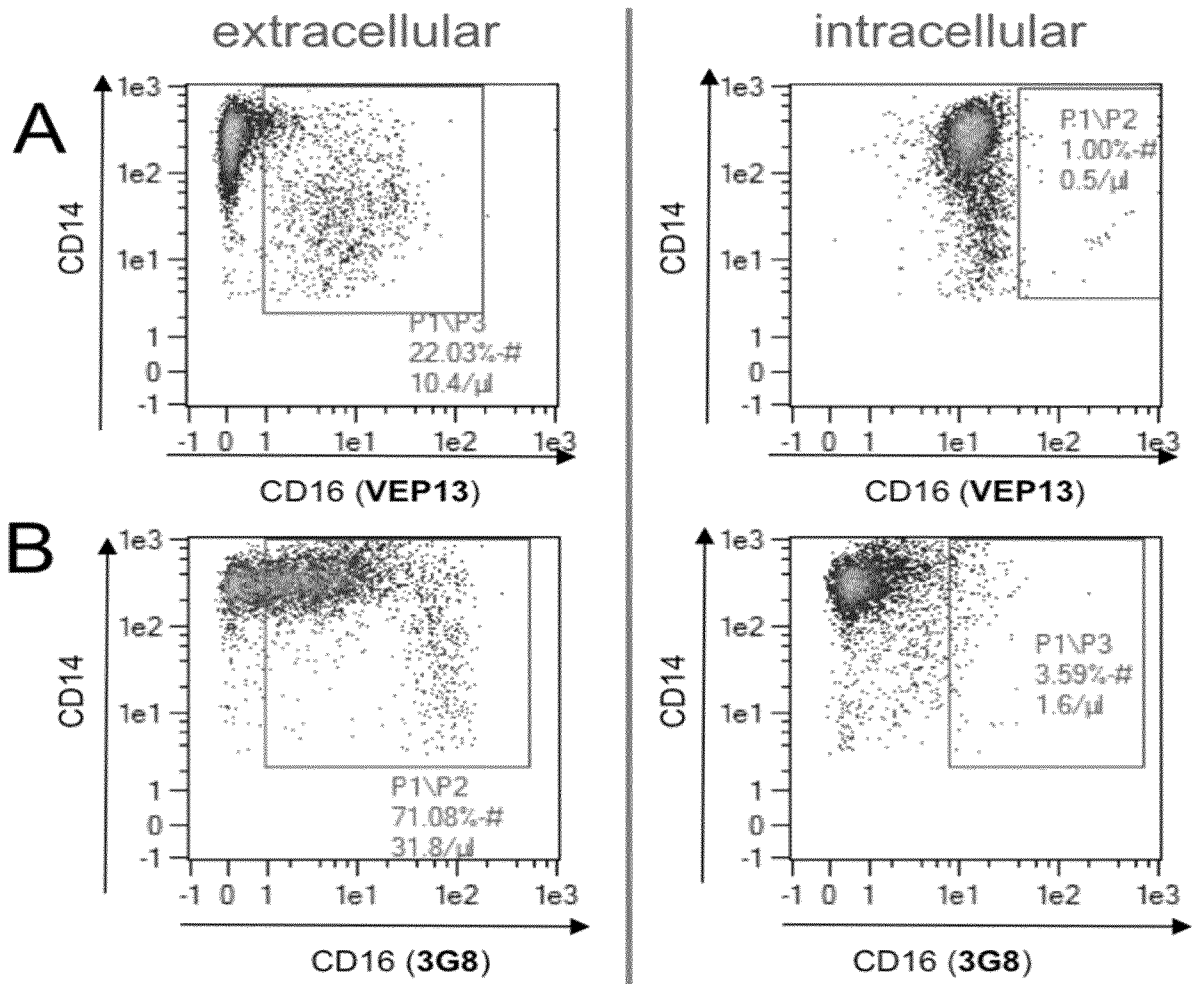 extracellular
intracellular
A
1e3
1e2
1e1
1
0
-1
CD14
P1\P3
22.03%-#
10.4/µl
-1 0 1 1e1 1e2 1e3
CD16 (VEP13)
1e3
1e2
1e1
1
0
-1
CD14
P1\P2
1.00%-#
0.5/µl
-1 0 1 1e1 1e2 1e3
CD16 (VEP13)
B
1e3
1e2
1e1
1
0
-1
CD14
P1\P2
71.08%-#
31.8/µl
-1 0 1 1e1 1e2 1e3
CD16 (3G8)
1e3
1e2
1e1
1
0
-1
CD14
P1\P3
3.59%-#
1.6/µl
-1 0 1 1e1 1e2 1e3
CD16 (3G8)